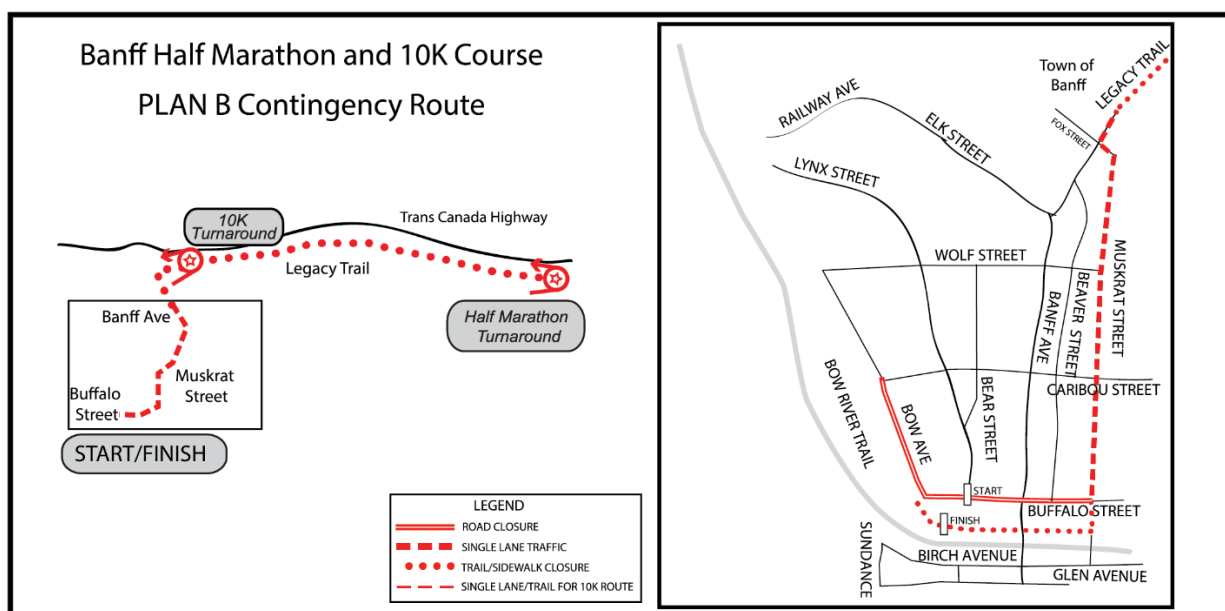 Banff Half Marathon and 10K Course
PLAN B Contingency Route
10K
Turnaround
Trans Canada Highway
Legacy Trail
Half Marathon
Turnaround
Banff Ave
Muskrat
Street
Buffalo
Street
START/FINISH
LEGEND
ROAD CLOSURE
SINGLE LANE TRAFFIC
TRAIL/SIDEWALK CLOSURE
SINGLE LANE/TRAIL FOR 10K ROUTE
Town of
Banff
LEGACY TRAIL
RAILWAY AVE
FOX STREET
ELK STREET
LYNX STREET
WOLF STREET
MUSKRAT STREET
BANFF AVE
BEAVER STREET
CARIBOU STREET
BOW RIVER TRAIL
BOW AVE
BEAR STREET
START
BUFFALO STREET
FINISH
SUNDANCE
BIRCH AVENUE
GLEN AVENUE